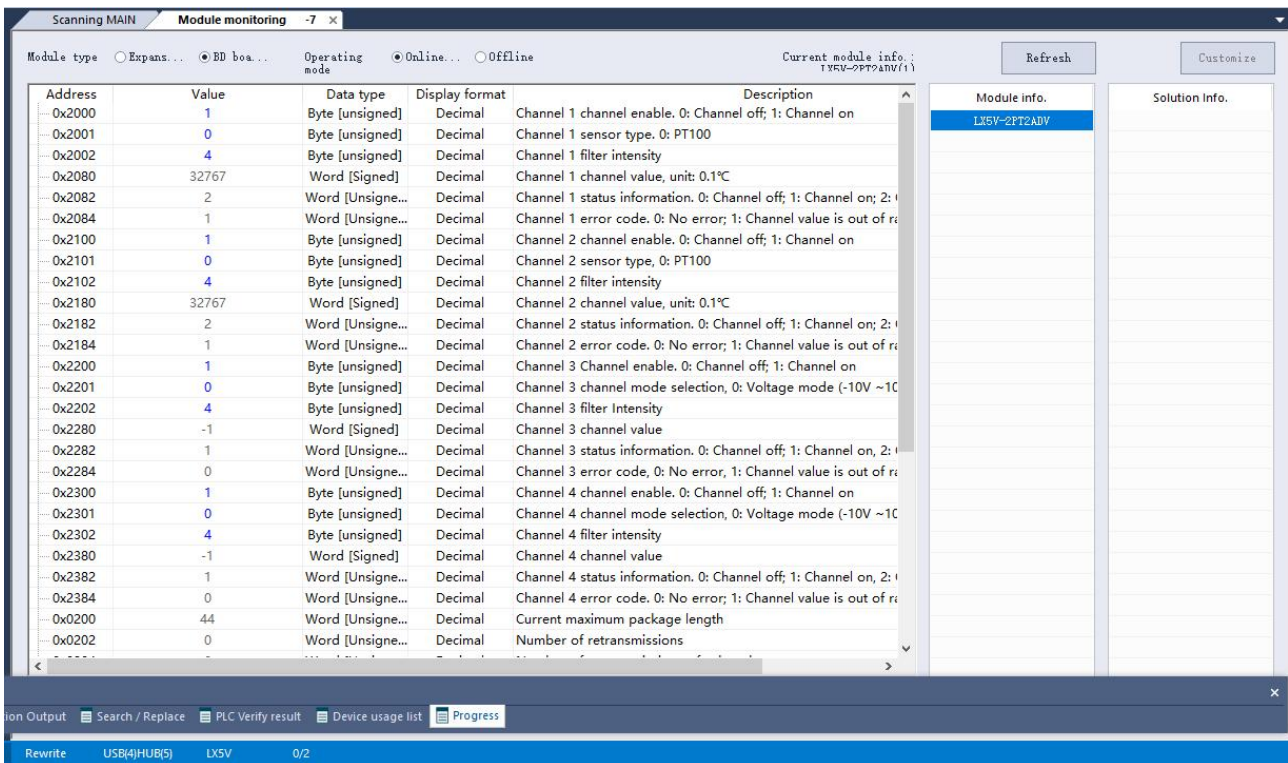 Scanning MAIN Module monitoring -7 ×
Module type Expans... BD boa... Operating mode Online... Offline Current module info.: LX5V-2PT2ADV(1) Refresh Customize
Address Value Data type Display format Description
0x2000 1 Byte [unsigned] Decimal Channel 1 channel enable. 0: Channel off; 1: Channel on
0x2001 0 Byte [unsigned] Decimal Channel 1 sensor type. 0: PT100
0x2002 4 Byte [unsigned] Decimal Channel 1 filter intensity
0x2080 32767 Word [Signed] Decimal Channel 1 channel value, unit: 0.1℃
0x2082 2 Word [Unsigne... Decimal Channel 1 status information. 0: Channel off; 1: Channel on; 2:
0x2084 1 Word [Unsigne... Decimal Channel 1 error code. 0: No error; 1: Channel value is out of
0x2100 1 Byte [unsigned] Decimal Channel 2 channel enable. 0: Channel off; 1: Channel on
0x2101 0 Byte [unsigned] Decimal Channel 2 sensor type, 0: PT100
0x2102 4 Byte [unsigned] Decimal Channel 2 filter intensity
0x2180 32767 Word [Signed] Decimal Channel 2 channel value, unit: 0.1℃
0x2182 2 Word [Unsigne... Decimal Channel 2 status information. 0: Channel off; 1: Channel on; 2:
0x2184 1 Word [Unsigne... Decimal Channel 2 error code. 0: No error; 1: Channel value is out of
0x2200 1 Byte [unsigned] Decimal Channel 3 Channel enable. 0: Channel off; 1: Channel on
0x2201 0 Byte [unsigned] Decimal Channel 3 channel mode selection, 0: Voltage mode (-10V ~10
0x2202 4 Byte [unsigned] Decimal Channel 3 filter Intensity
0x2280 -1 Word [Signed] Decimal Channel 3 channel value
0x2282 1 Word [Unsigne... Decimal Channel 3 status information. 0: Channel off; 1: Channel on, 2:
0x2284 0 Word [Unsigne... Decimal Channel 3 error code, 0: No error, 1: Channel value is out of
0x2300 1 Byte [unsigned] Decimal Channel 4 channel enable. 0: Channel off; 1: Channel on
0x2301 0 Byte [unsigned] Decimal Channel 4 channel mode selection, 0: Voltage mode (-10V ~10
0x2302 4 Byte [unsigned] Decimal Channel 4 filter intensity
0x2380 -1 Word [Signed] Decimal Channel 4 channel value
0x2382 1 Word [Unsigne... Decimal Channel 4 status information. 0: Channel off; 1: Channel on, 2:
0x2384 0 Word [Unsigne... Decimal Channel 4 error code. 0: No error; 1: Channel value is out of
0x0200 44 Word [Unsigne... Decimal Current maximum package length
0x0202 0 Word [Unsigne... Decimal Number of retransmissions
Module info.
LX5V-2PT2ADV
Solution Info.
ion Output Search / Replace PLC Verify result Device usage list Progress
Rewrite USB(4)HUB(5) LX5V 0/2